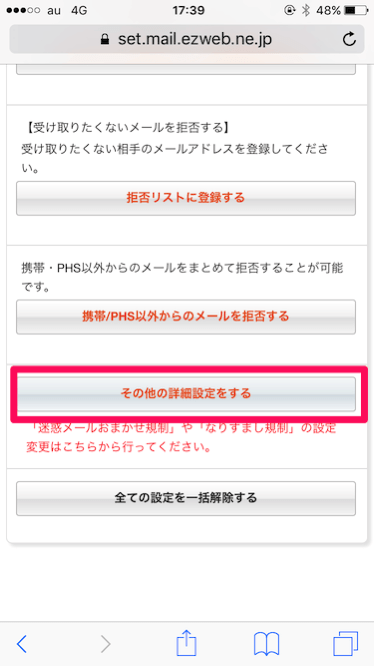 au 4G 17:39 48%
set.mail.ezweb.ne.jp
【受け取りたくないメールを拒否する】
受け取りたくない相手のメールアドレスを登録してくださ
い。
拒否リストに登録する
携帯・PHS以外からのメールをまとめて拒否することが可能
です。
携帯/PHS以外からのメールを拒否する
その他の詳細設定をする
「迷惑メールおまかせ規制」や「なりすまし規制」の設定
変更はこちらから行ってください。
全ての設定を一括解除する